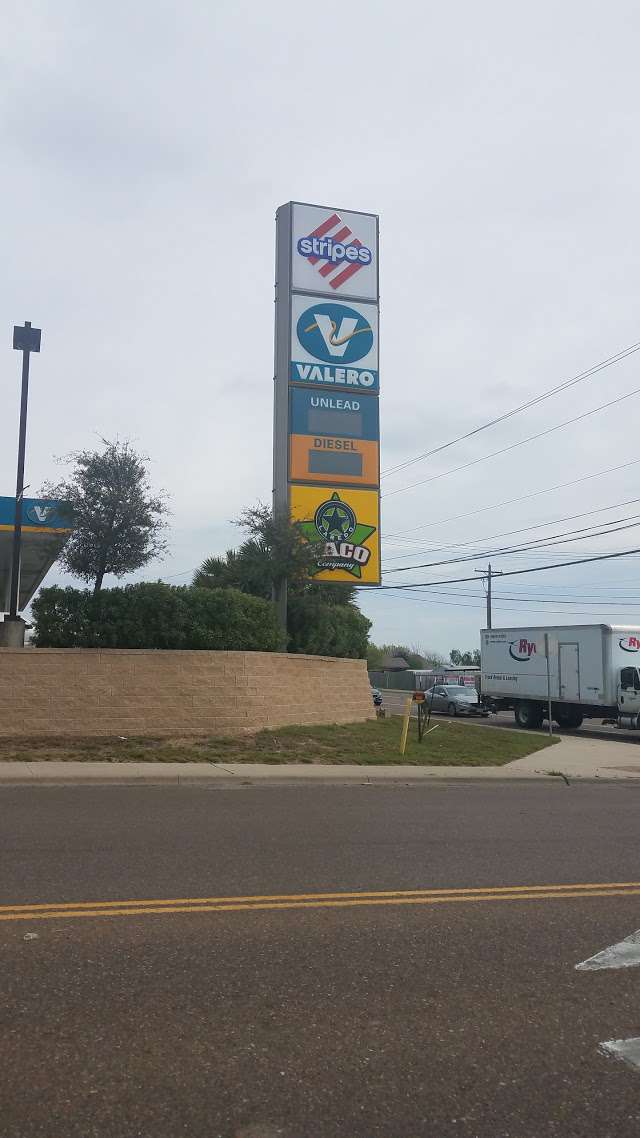 stripes
V
VALERO
UNLEAD
DIESEL
Company
V